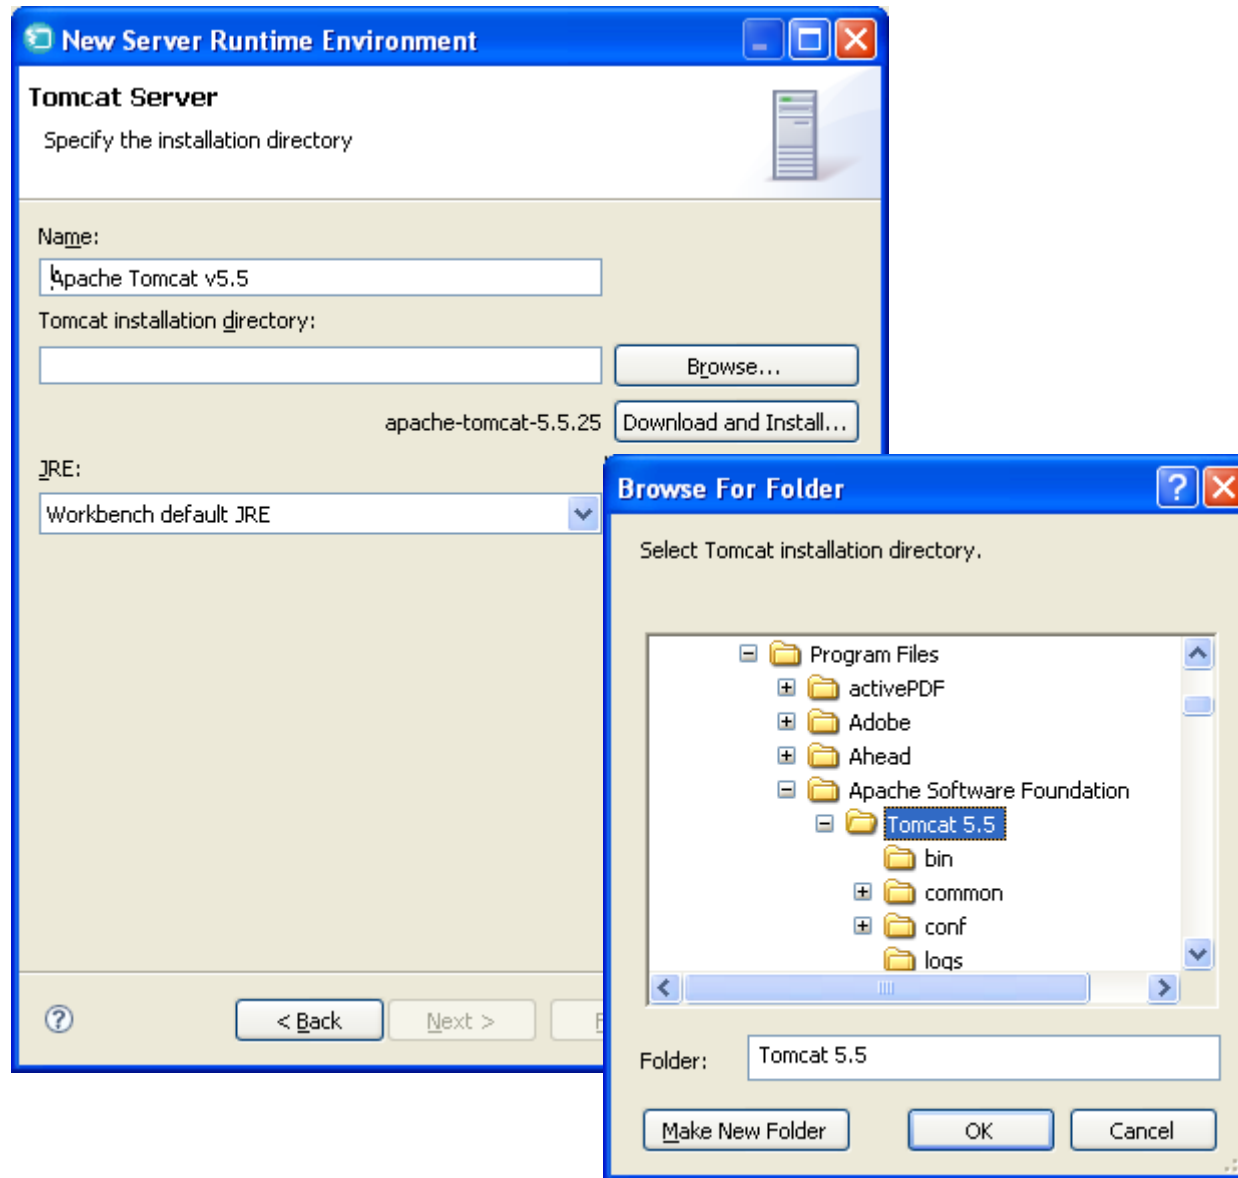 New Server Runtime Environment
Tomcat Server
Specify the installation directory
Name:
Apache Tomcat v5.5
Tomcat installation directory:
Browse...
apache-tomcat-5.5.25 Download and Install...
JRE:
Workbench default JRE
< Back Next >
Browse For Folder
Select Tomcat installation directory.
Program Files
activePDF
Adobe
Ahead
Apache Software Foundation
Tomcat 5.5
bin
common
conf
logs
Folder: Tomcat 5.5
Make New Folder OK Cancel